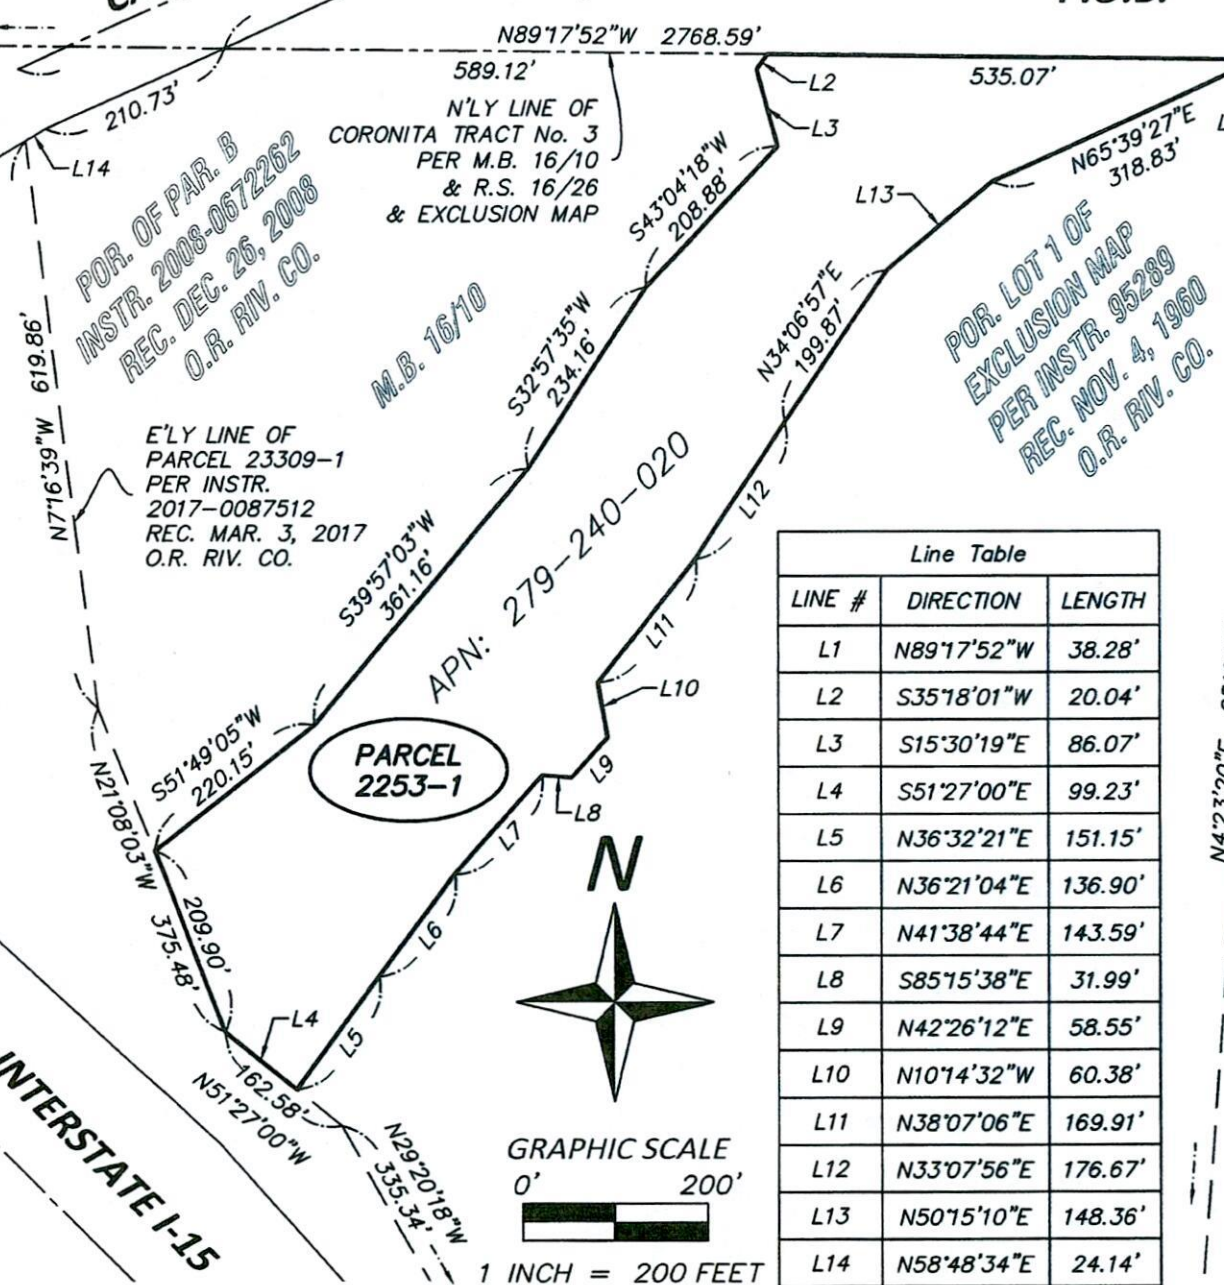 N89°17'52"W 2768.59'
589.12'
535.07'
210.73'
L14
N'LY LINE OF
CORONITA TRACT No. 3
PER M.B. 16/10
& R.S. 16/26
& EXCLUSION MAP
L2
L3
L13
N65°39'27"E
318.83'
POR. OF PAR. B
INSTR. 2008-0672262
REC. DEC. 26, 2008
O.R. RIV. CO.
M.B. 16/10
S43°04'18"W
208.88'
S32°57'35"W
234.16'
N34°06'57"E
199.87'
POR. LOT 1 OF
EXCLUSION MAP
PER INSTR. 95289
REC. NOV. 4, 1960
O.R. RIV. CO.
N7°16'39"W 619.86'
E'LY LINE OF
PARCEL 23309-1
PER INSTR.
2017-0087512
REC. MAR. 3, 2017
O.R. RIV. CO.
S39°57'03"W
361.16'
APN: 279-240-020
L12
L11
L10
L9
L8
L7
L6
L5
L4
S51°49'05"W
220.15'
PARCEL
2253-1
N21°08'03"W
375.48'
209.90'
162.58'
N51°27'00"W
N29°20'18"W
335.34'
INTERSTATE I-15
N
GRAPHIC SCALE
0' 200'
1 INCH = 200 FEET
Line Table
LINE # DIRECTION LENGTH
L1 N89°17'52"W 38.28'
L2 S35°18'01"W 20.04'
L3 S15°30'19"E 86.07'
L4 S51°27'00"E 99.23'
L5 N36°32'21"E 151.15'
L6 N36°21'04"E 136.90'
L7 N41°38'44"E 143.59'
L8 S85°15'38"E 31.99'
L9 N42°26'12"E 58.55'
L10 N10°14'32"W 60.38'
L11 N38°07'06"E 169.91'
L12 N33°07'56"E 176.67'
L13 N50°15'10"E 148.36'
L14 N58°48'34"E 24.14'